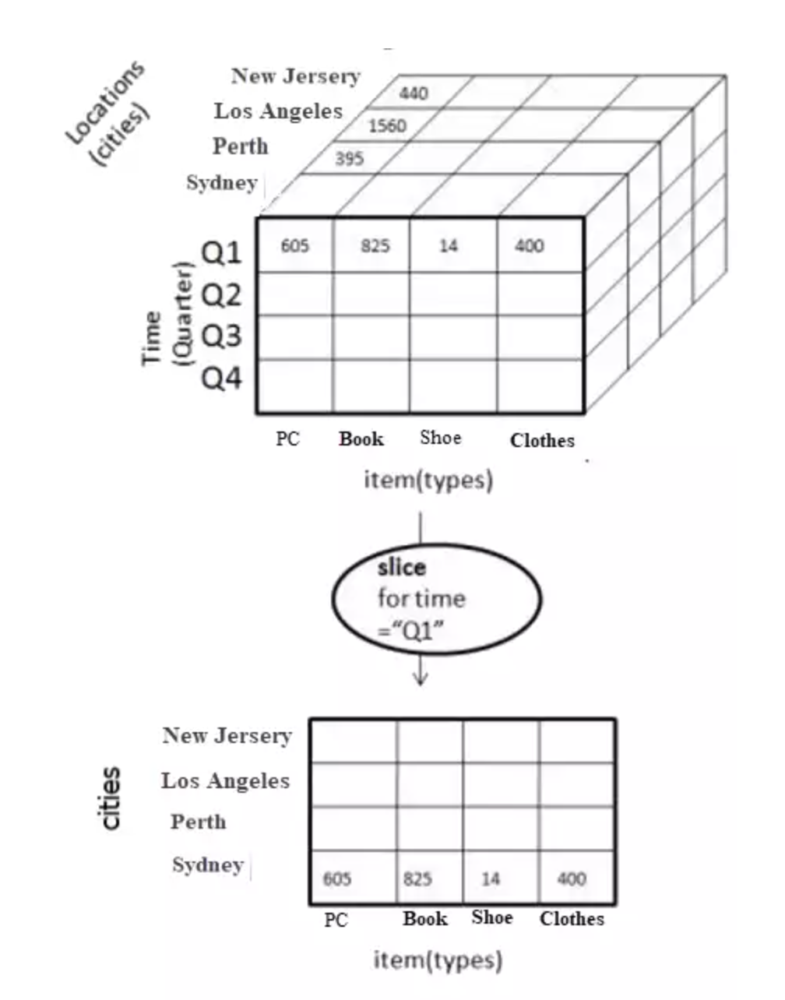 Locations
(cities)
New Jersery
Los Angeles
Perth
Sydney
440
1560
395
Time
(Quarter)
Q1
Q2
Q3
Q4
605 825 14 400
PC Book Shoe Clothes
item(types)
slice
for time
="Q1"
cities
New Jersery
Los Angeles
Perth
Sydney
605 825 14 400
PC Book Shoe Clothes
item(types)